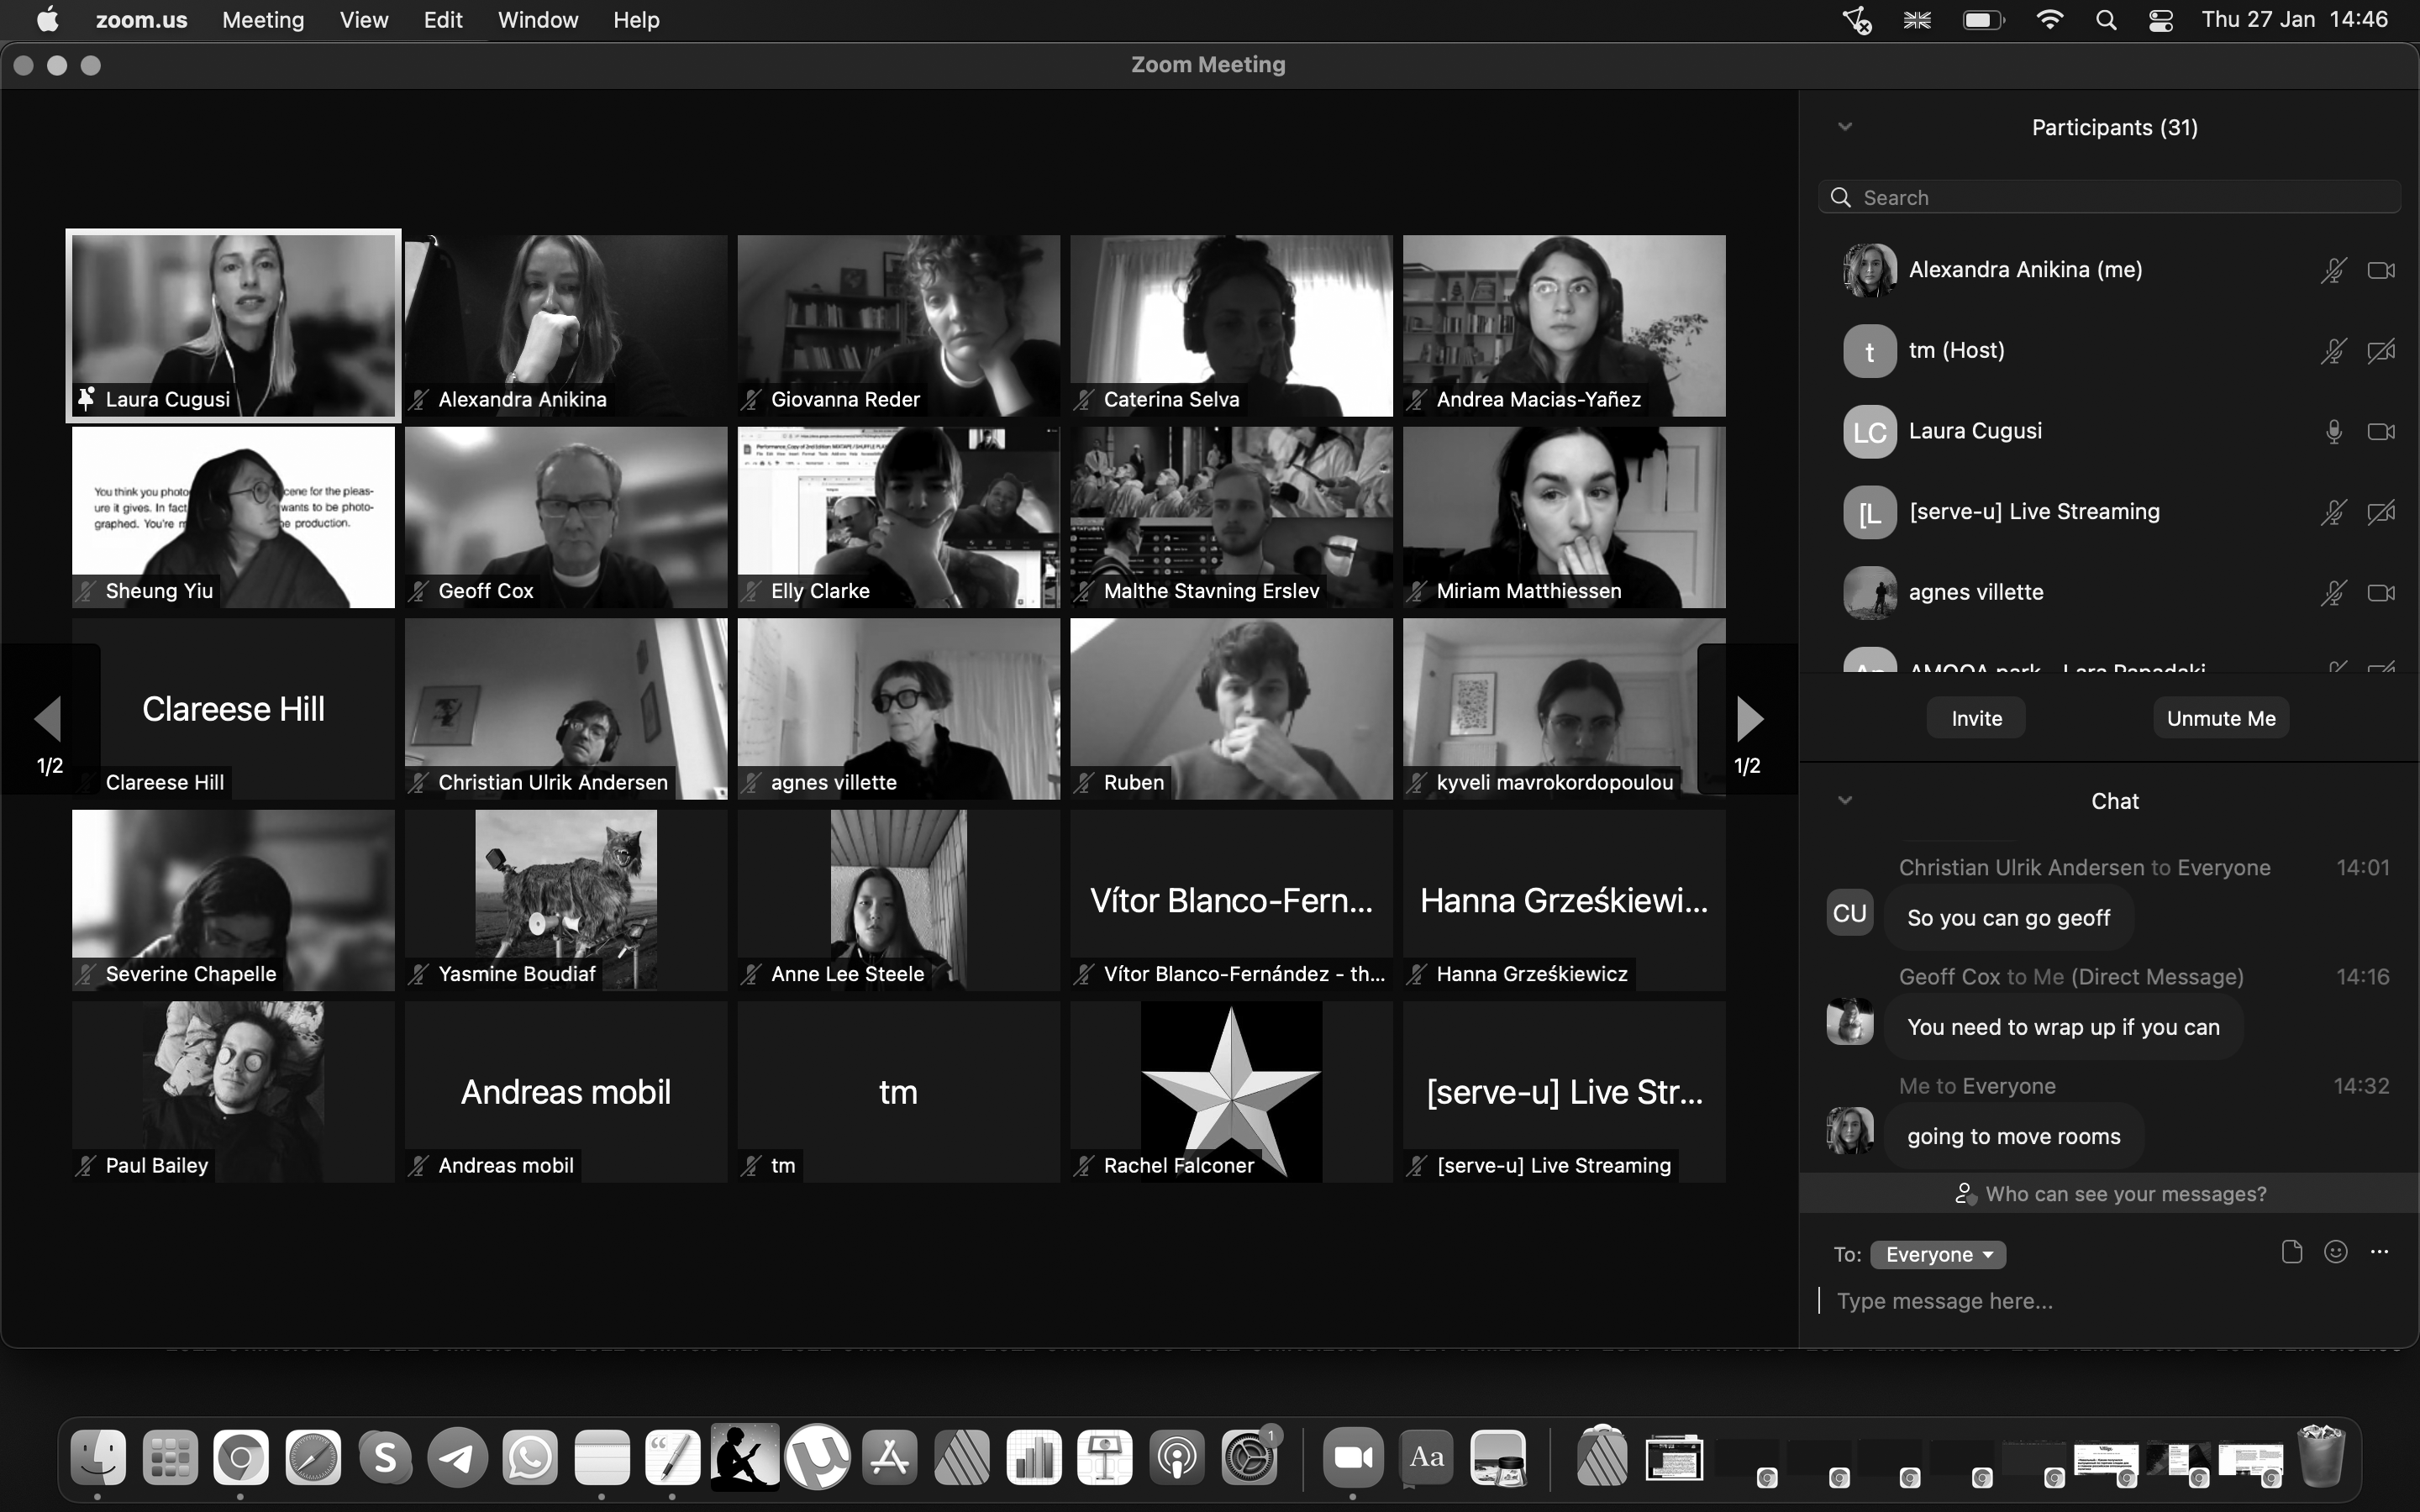 zoom.us Meeting View Edit Window Help
Thu 27 Jan 14:46
Zoom Meeting
Laura Cugusi
Alexandra Anikina
Giovanna Reder
Caterina Selva
Andrea Macias-Yañez
You think you photo cene for the pleas-
ure it gives. In fact wants to be photo-
graphed. You're production.
Sheung Yiu
Geoff Cox
Elly Clarke
Malthe Stavning Erslev
Miriam Matthiessen
Clareese Hill
Clareese Hill
Christian Ulrik Andersen
agnes villette
Ruben
kyveli mavrokordopoulou
1/2
1/2
Severine Chapelle
Yasmine Boudiaf
Anne Lee Steele
Vítor Blanco-Fern...
Vítor Blanco-Fernández - th...
Hanna Grześkiewi...
Hanna Grześkiewicz
Paul Bailey
Andreas mobil
Andreas mobil
tm
tm
Rachel Falconer
[serve-u] Live Str...
[serve-u] Live Streaming
Participants (31)
Search
Alexandra Anikina (me)
t
tm (Host)
LC
Laura Cugusi
[L
[serve-u] Live Streaming
agnes villette
Invite
Unmute Me
Chat
Christian Ulrik Andersen to Everyone 14:01
CU
So you can go geoff
Geoff Cox to Me (Direct Message) 14:16
You need to wrap up if you can
Me to Everyone 14:32
going to move rooms
Who can see your messages?
To: Everyone
Type message here...
S
Aa
1